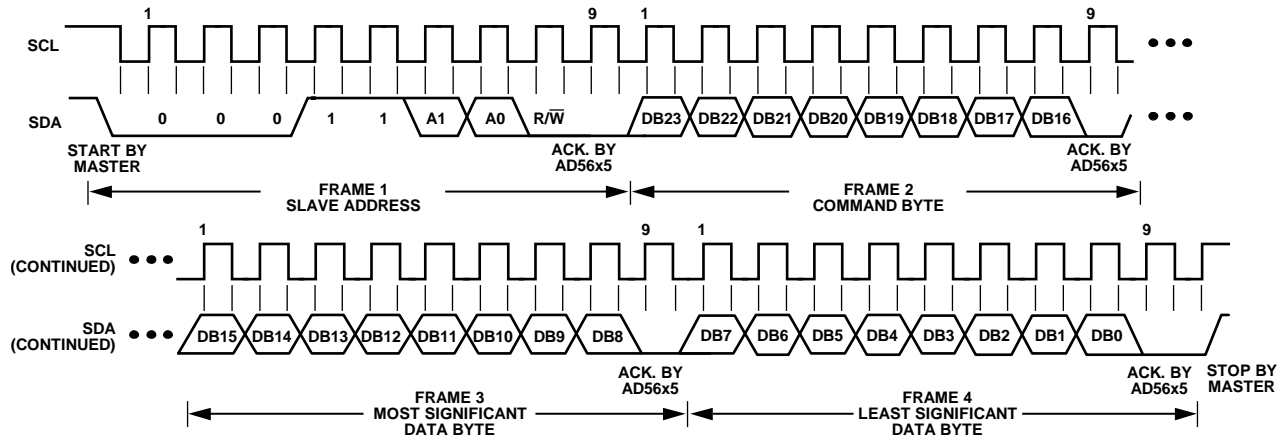 1 9 1 9
SCL
SDA 0 0 0 1 1 A1 A0 R/W DB23 DB22 DB21 DB20 DB19 DB18 DB17 DB16
START BY MASTER
ACK. BY AD56x5
ACK. BY AD56x5
FRAME 1
SLAVE ADDRESS
FRAME 2
COMMAND BYTE
1 9 1 9
SCL
(CONTINUED)
SDA
(CONTINUED)
DB15 DB14 DB13 DB12 DB11 DB10 DB9 DB8 DB7 DB6 DB5 DB4 DB3 DB2 DB1 DB0
ACK. BY
AD56x5
ACK. BY
AD56x5
STOP BY
MASTER
FRAME 3
MOST SIGNIFICANT
DATA BYTE
FRAME 4
LEAST SIGNIFICANT
DATA BYTE